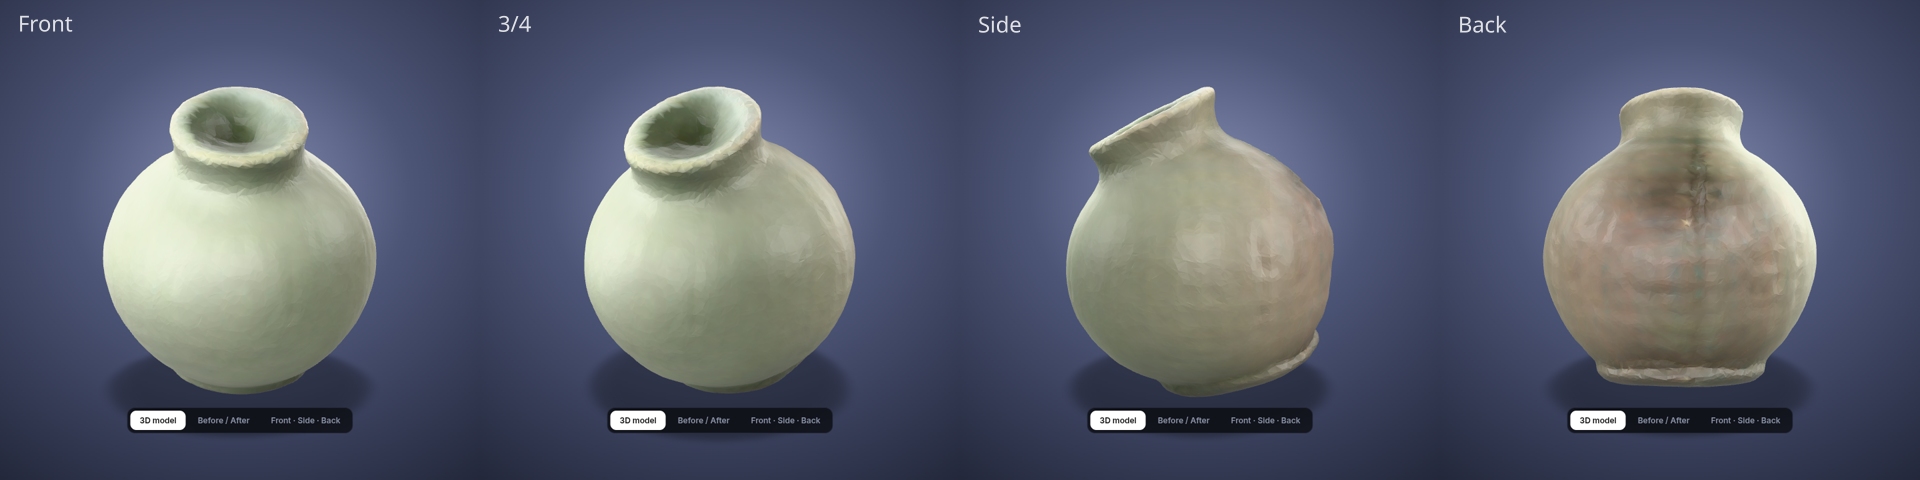 Front
3/4
Side
Back
3D model Before / After Front · Side · Back
3D model Before / After Front · Side · Back
3D model Before / After Front · Side · Back
3D model Before / After Front · Side · Back